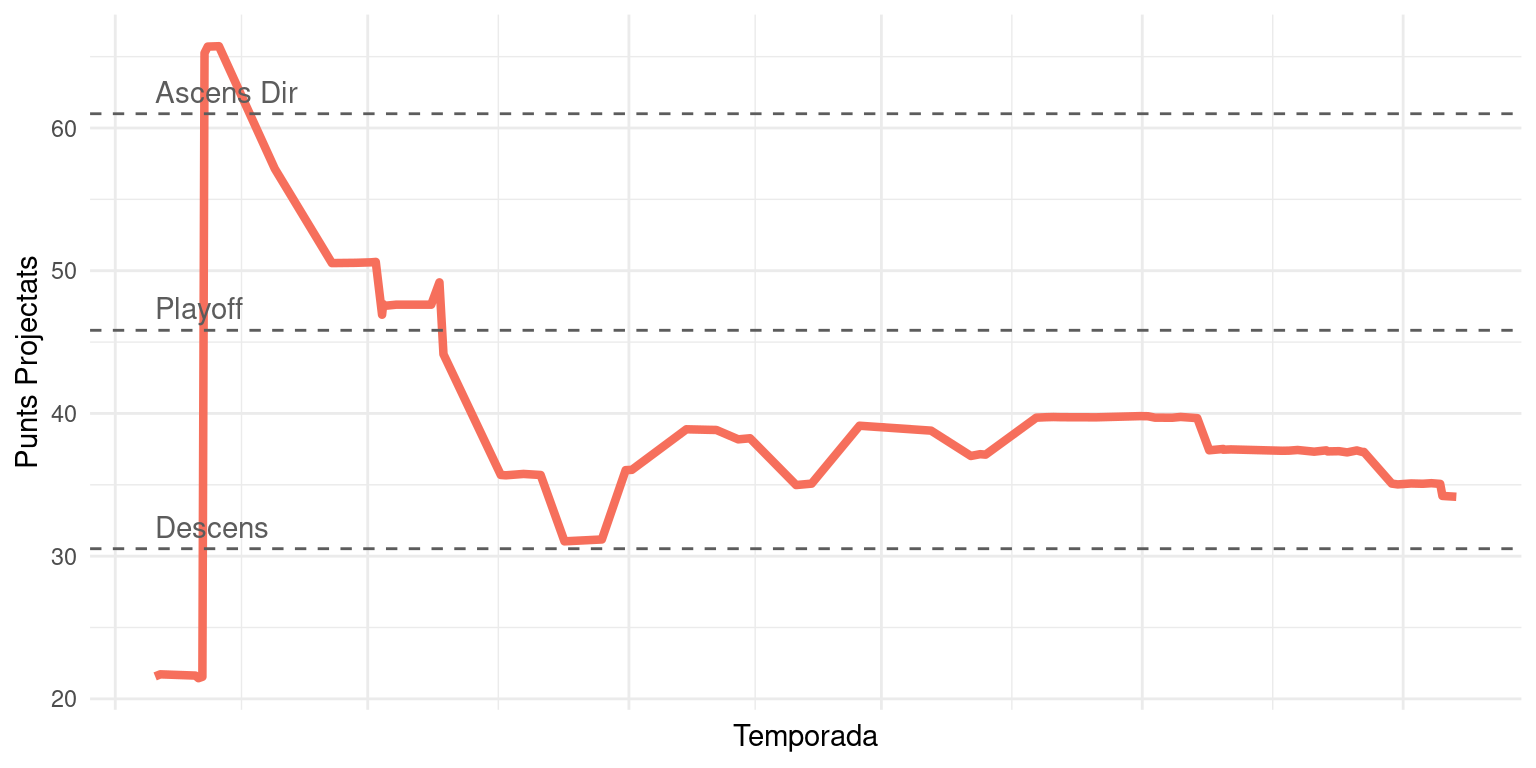 Ascens Dir
60
50
Playoff
40
Descens
30
20
Punts Projectats
Temporada